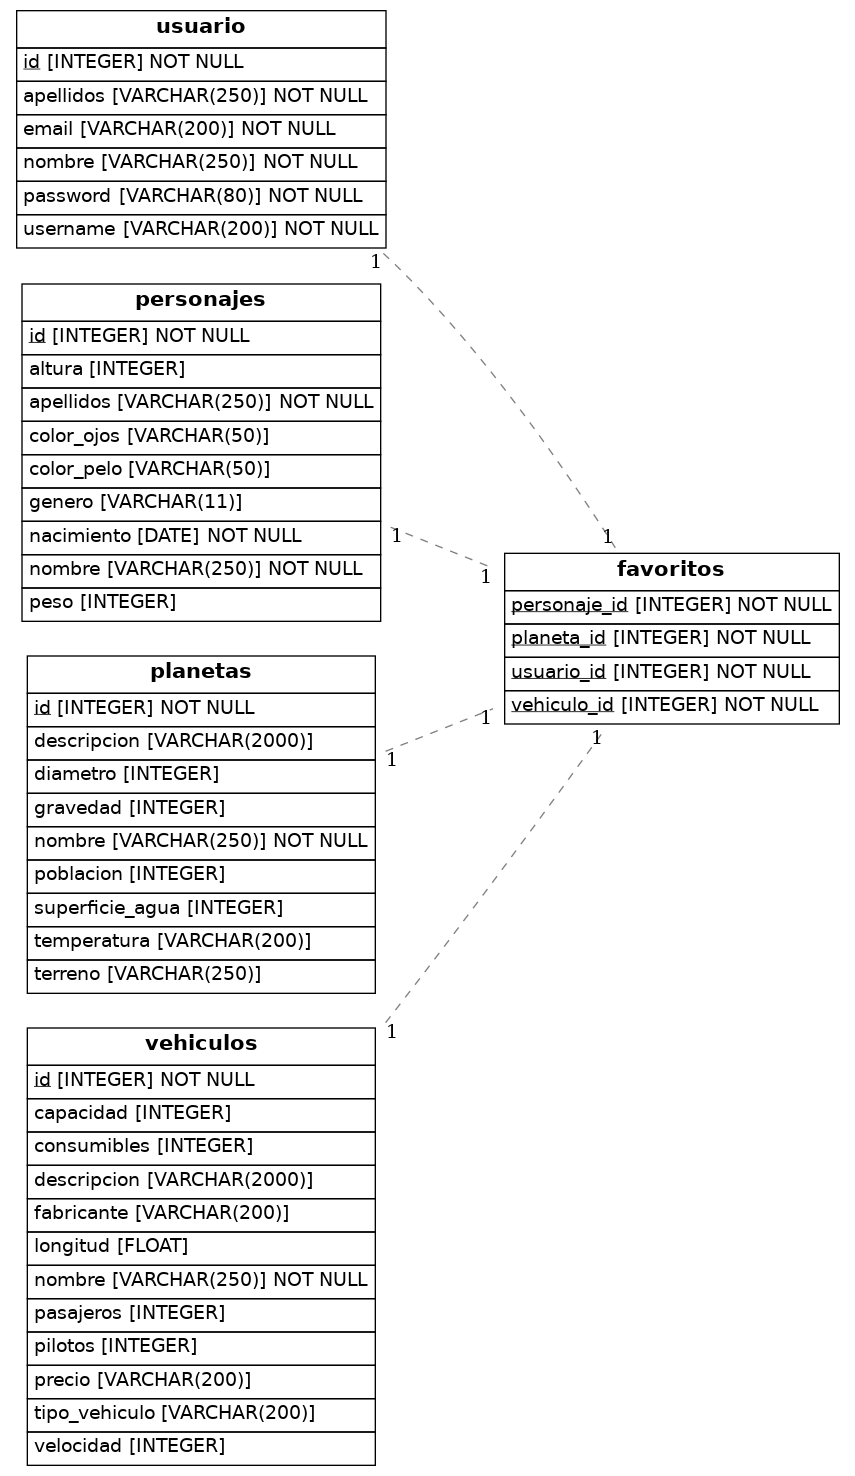 usuario
id [INTEGER] NOT NULL
apellidos [VARCHAR(250)] NOT NULL
email [VARCHAR(200)] NOT NULL
nombre [VARCHAR(250)] NOT NULL
password [VARCHAR(80)] NOT NULL
username [VARCHAR(200)] NOT NULL
1
personajes
id [INTEGER] NOT NULL
altura [INTEGER]
apellidos [VARCHAR(250)] NOT NULL
color_ojos [VARCHAR(50)]
color_pelo [VARCHAR(50)]
genero [VARCHAR(11)]
nacimiento [DATE] NOT NULL
nombre [VARCHAR(250)] NOT NULL
peso [INTEGER]
1
1
1
favoritos
personaje_id [INTEGER] NOT NULL
planeta_id [INTEGER] NOT NULL
usuario_id [INTEGER] NOT NULL
vehiculo_id [INTEGER] NOT NULL
1
1
planetas
id [INTEGER] NOT NULL
descripcion [VARCHAR(2000)]
diametro [INTEGER]
gravedad [INTEGER]
nombre [VARCHAR(250)] NOT NULL
poblacion [INTEGER]
superficie_agua [INTEGER]
temperatura [VARCHAR(200)]
terreno [VARCHAR(250)]
1
1
vehiculos
id [INTEGER] NOT NULL
capacidad [INTEGER]
consumibles [INTEGER]
descripcion [VARCHAR(2000)]
fabricante [VARCHAR(200)]
longitud [FLOAT]
nombre [VARCHAR(250)] NOT NULL
pasajeros [INTEGER]
pilotos [INTEGER]
precio [VARCHAR(200)]
tipo_vehiculo [VARCHAR(200)]
velocidad [INTEGER]